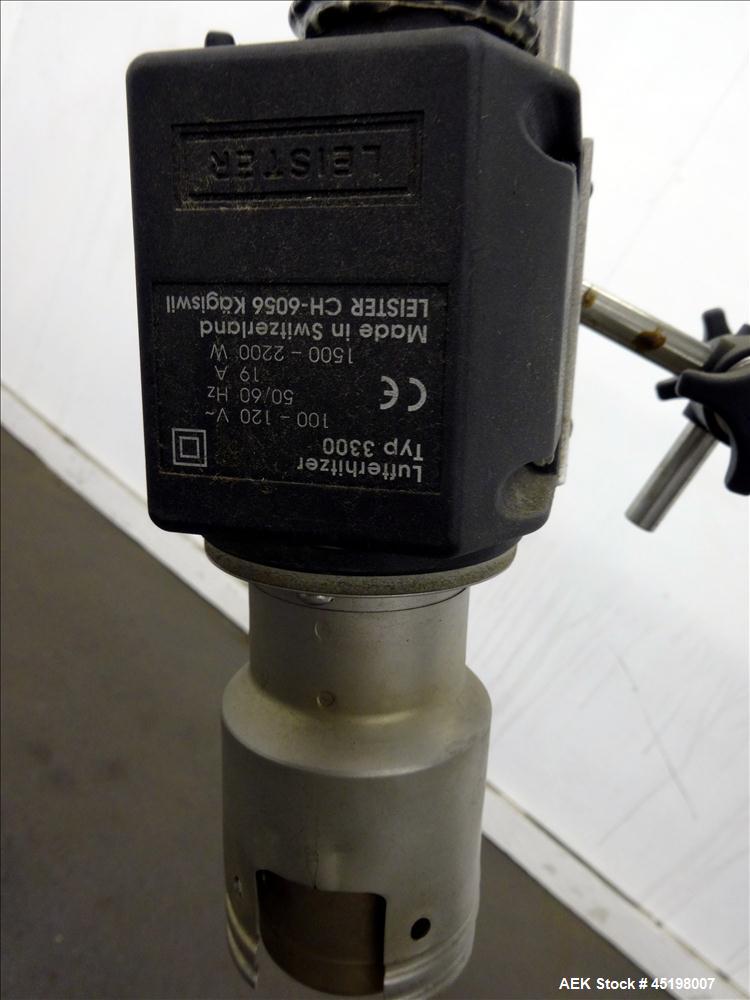 Lufterhitzer
Typ 3300
100 – 120 V~
50/60 Hz
19 A
1500 – 2200 W
CE
Made in Switzerland
LEISTER CH-6056 Kägiswil
LEISTER
AEK Stock # 45198007